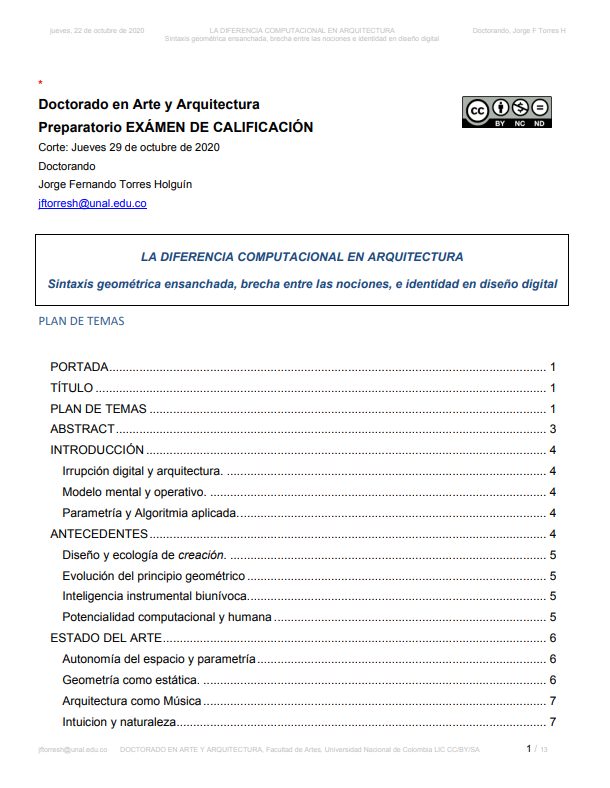 jueves, 22 de octubre de 2020 LA DIFERENCIA COMPUTACIONAL EN ARQUITECTURA Doctorando, Jorge F Torres H
Sintaxis geométrica ensanchada, brecha entre las nociones e identidad en diseño digital
*
Doctorado en Arte y Arquitectura
Preparatorio EXÁMEN DE CALIFICACIÓN
Corte: Jueves 29 de octubre de 2020
Doctorando
Jorge Fernando Torres Holguín
jftorresh@unal.edu.co
cc BY NC ND
LA DIFERENCIA COMPUTACIONAL EN ARQUITECTURA
Sintaxis geométrica ensanchada, brecha entre las nociones, e identidad en diseño digital
PLAN DE TEMAS
PORTADA 1
TÍTULO 1
PLAN DE TEMAS 1
ABSTRACT 3
INTRODUCCIÓN 4
Irrupción digital y arquitectura. 4
Modelo mental y operativo. 4
Parametría y Algoritmia aplicada. 4
ANTECEDENTES 4
Diseño y ecología de creación. 5
Evolución del principio geométrico 5
Inteligencia instrumental biunívoca. 5
Potencialidad computacional y humana 5
ESTADO DEL ARTE 6
Autonomía del espacio y parametría 6
Geometría como estática. 6
Arquitectura como Música 7
Intuicion y naturaleza 7
jftorresh@unal.edu.co DOCTORADO EN ARTE Y ARQUITECTURA, Facultad de Artes, Universidad Nacional de Colombia LIC CC/BY/SA 1 / 13